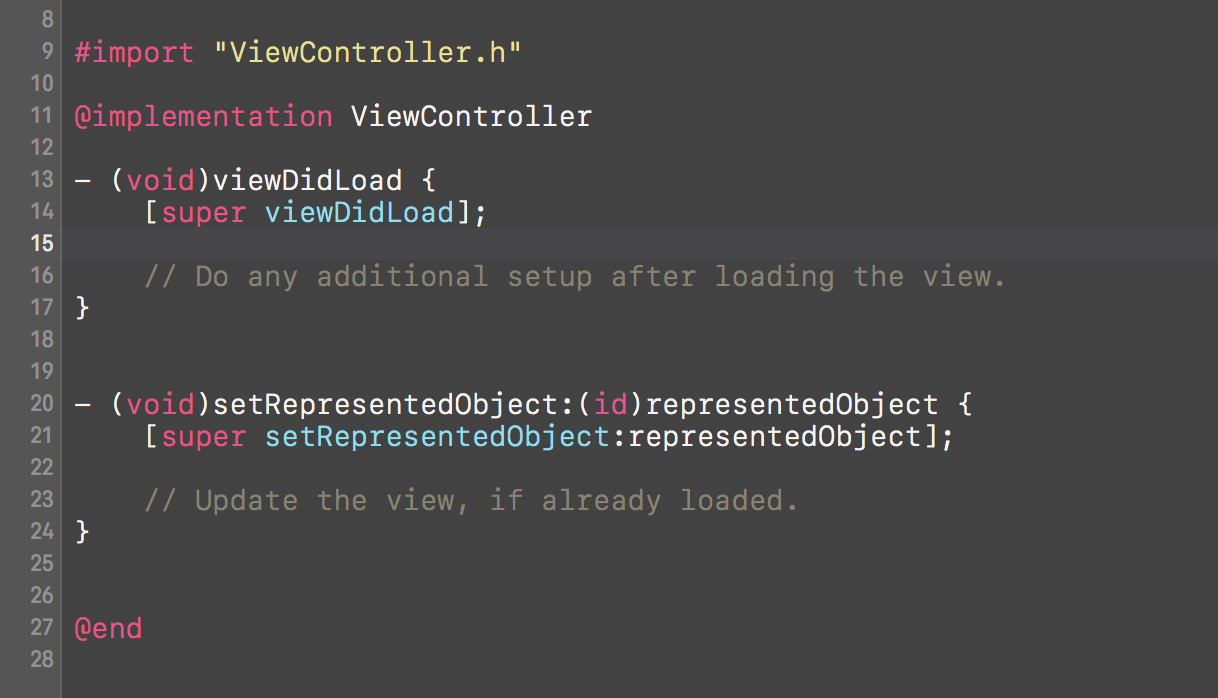 8
9 #import "ViewController.h"
10
11 @implementation ViewController
12
13 - (void)viewDidLoad {
14     [super viewDidLoad];
15
16     // Do any additional setup after loading the view.
17 }
18
19
20 - (void)setRepresentedObject:(id)representedObject {
21     [super setRepresentedObject:representedObject];
22
23     // Update the view, if already loaded.
24 }
25
26
27 @end
28